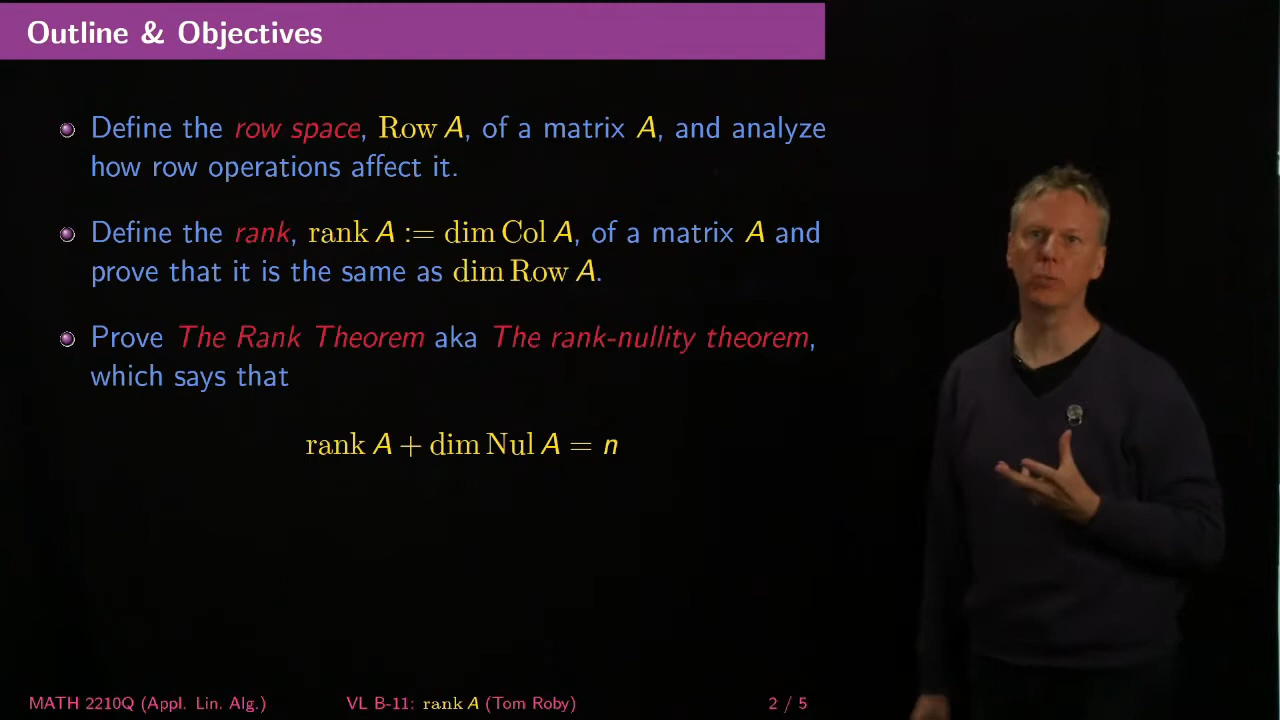 Outline & Objectives
Define the row space, Row A, of a matrix A, and analyze
how row operations affect it.
Define the rank, rank A := dim Col A, of a matrix A and
prove that it is the same as dim Row A.
Prove The Rank Theorem aka The rank-nullity theorem,
which says that
rank A + dim Nul A = n
MATH 2210Q (Appl. Lin. Alg.) VL B-11: rank A (Tom Roby) 2 / 5